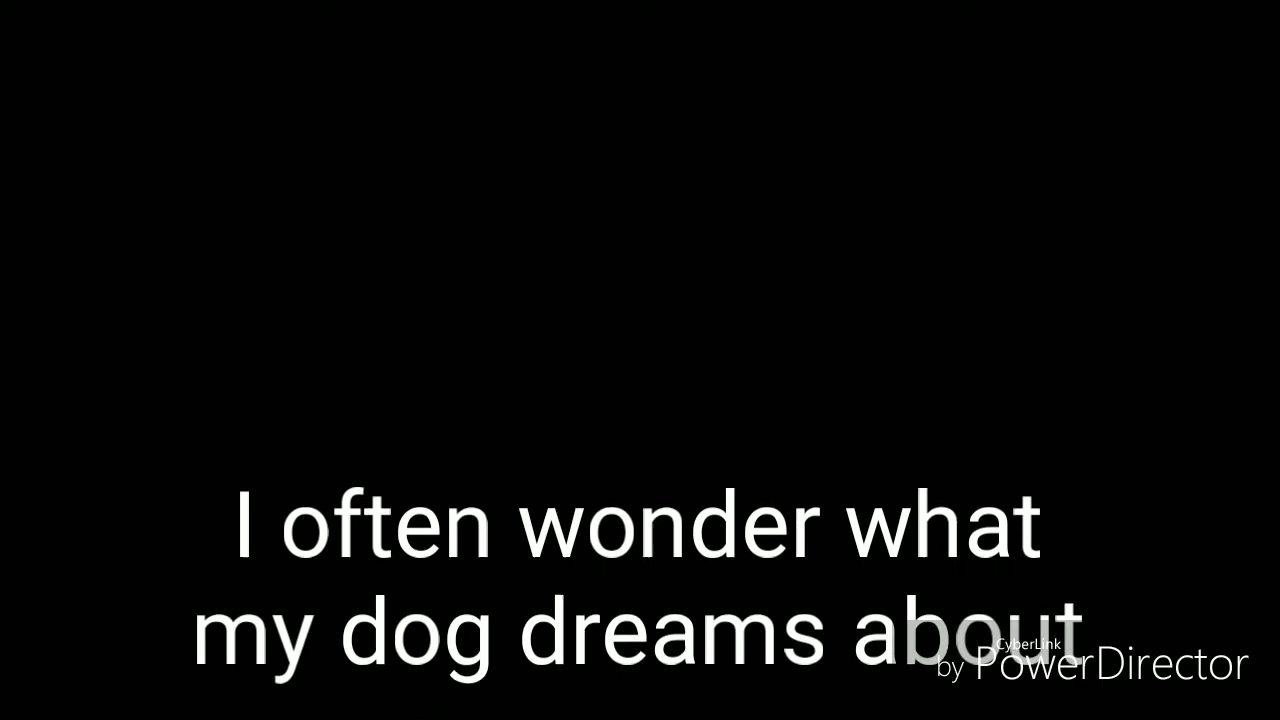 I often wonder what
my dog dreams about
CyberLink
by PowerDirector